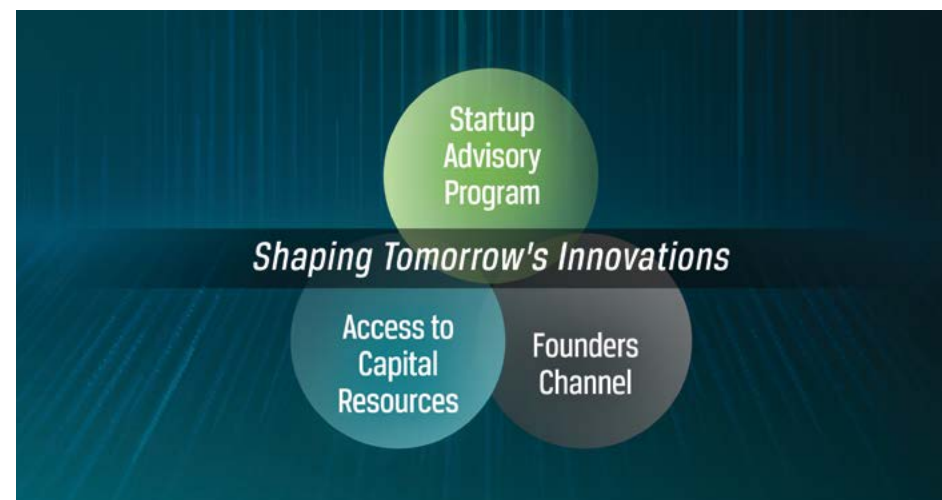 Startup
Advisory
Program
Shaping Tomorrow's Innovations
Access to
Capital
Resources
Founders
Channel